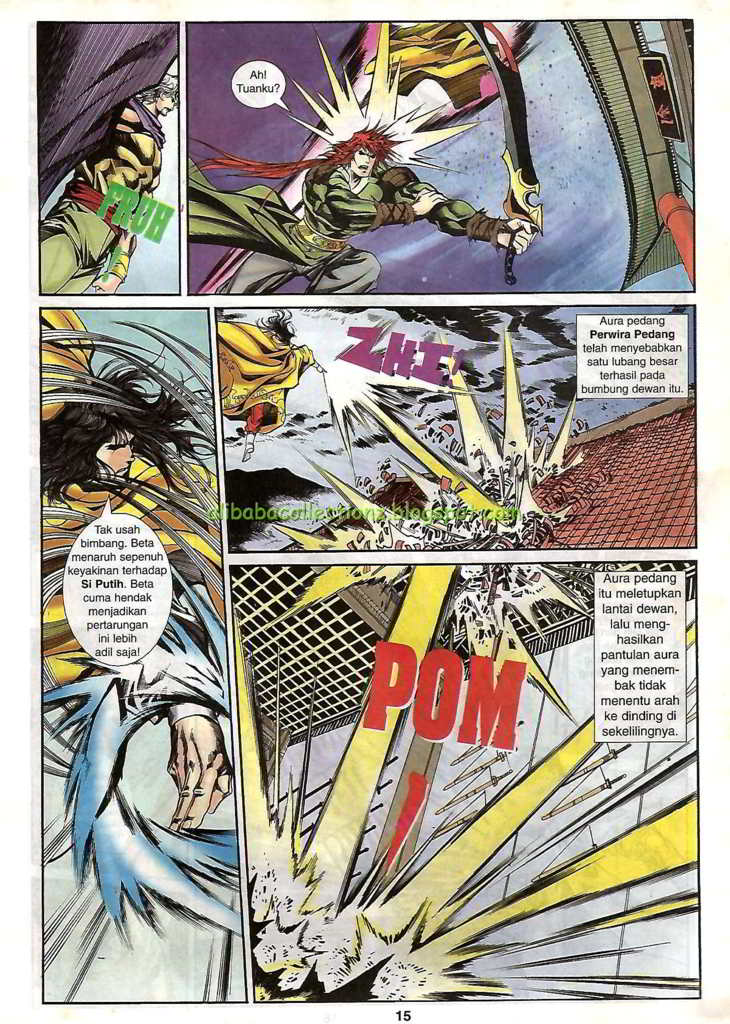 Ah!
Tuanku?
FRUH
!
Tak usah
bimbang. Beta
menaruh sepenuh
keyakinan terhadap
Si Putih. Beta
cuma hendak
menjadikan
pertarungan
ini lebih
adil saja!
ZHI!
Aura pedang
Perwira Pedang
telah menyebabkan
satu lubang besar
terhasil pada
bumbung dewan itu.
alibabacollections.blogspot.com
POM
!
Aura pedang
itu meletupkan
lantai dewan,
lalu meng-
hasilkan
pantulan aura
yang menem-
bak tidak
menentu arah
ke dinding di
sekelilingnya.
15